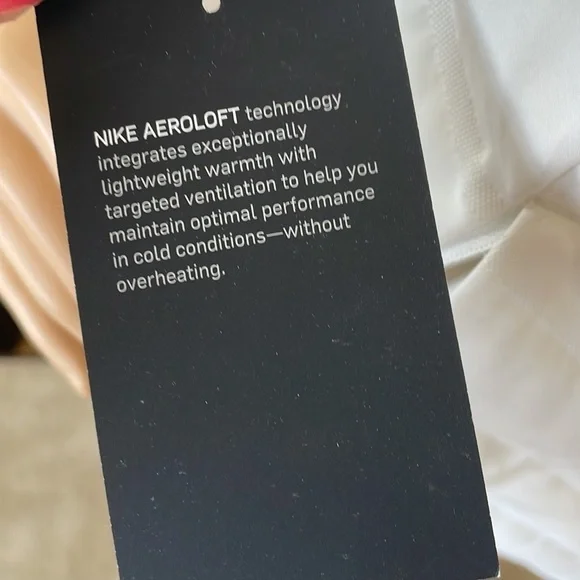 NIKE AEROLOFT technology
integrates exceptionally
lightweight warmth with
targeted ventilation to help you
maintain optimal performance
in cold conditions—without
overheating.